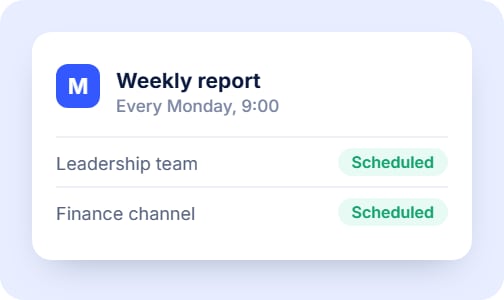 M
Weekly report
Every Monday, 9:00
Leadership team
Scheduled
Finance channel
Scheduled